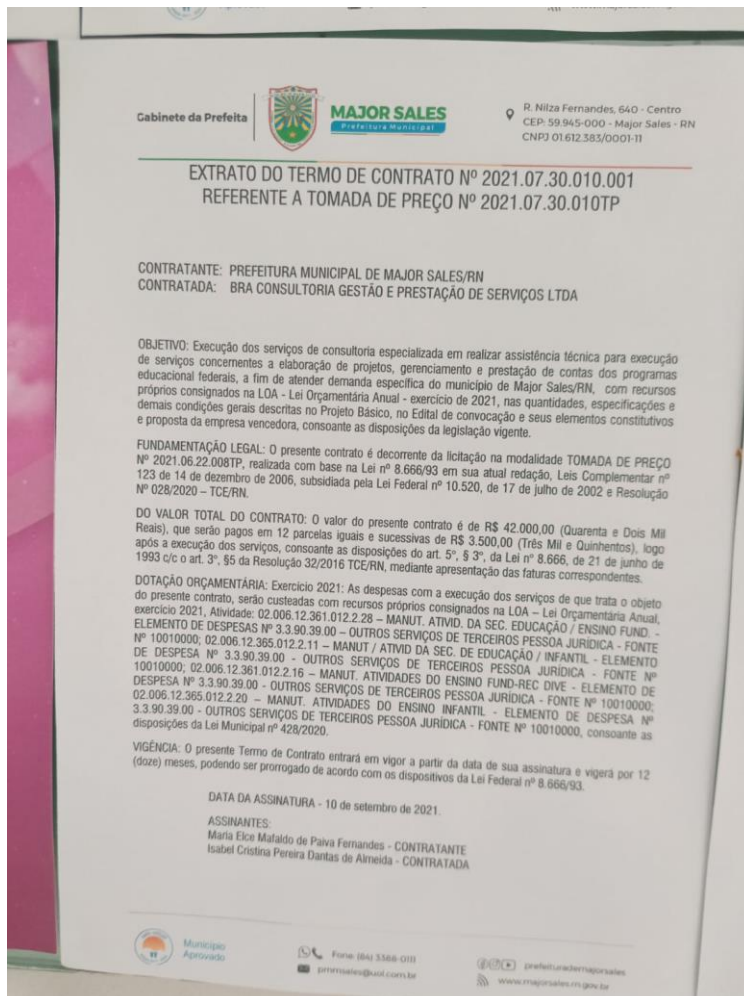 Gabinete da Prefeita
MAJOR SALES
Prefeitura Municipal
R. Nilza Fernandes, 640 - Centro
CEP: 59.945-000 - Major Sales - RN
CNPJ 01.612.383/0001-11
EXTRATO DO TERMO DE CONTRATO Nº 2021.07.30.010.001
REFERENTE A TOMADA DE PREÇO Nº 2021.07.30.010TP
CONTRATANTE: PREFEITURA MUNICIPAL DE MAJOR SALES/RN
CONTRATADA: BRA CONSULTORIA GESTÃO E PRESTAÇÃO DE SERVIÇOS LTDA
OBJETIVO: Execução dos serviços de consultoria especializada em realizar assistência técnica para execução
de serviços concernentes a elaboração de projetos, gerenciamento e prestação de contas dos programas
educacional federais, a fim de atender demanda específica do município de Major Sales/RN, com recursos
próprios consignados na LOA - Lei Orçamentária Anual - exercício de 2021, nas quantidades, especificações e
demais condições gerais descritas no Projeto Básico, no Edital de convocação e seus elementos constitutivos
e proposta da empresa vencedora, consoante as disposições da legislação vigente.
FUNDAMENTAÇÃO LEGAL: O presente contrato é decorrente da licitação na modalidade TOMADA DE PREÇO
Nº 2021.06.22.008TP, realizada com base na Lei nº 8.666/93 em sua atual redação, Leis Complementar nº
123 de 14 de dezembro de 2006, subsidiada pela Lei Federal nº 10.520, de 17 de julho de 2002 e Resolução
Nº 028/2020 – TCE/RN.
DO VALOR TOTAL DO CONTRATO: O valor do presente contrato é de R$ 42.000,00 (Quarenta e Dois Mil
Reais), que serão pagos em 12 parcelas iguais e sucessivas de R$ 3.500,00 (Três Mil e Quinhentos), logo
após a execução dos serviços, consoante as disposições do art. 5º, § 3º, da Lei nº 8.666, de 21 de junho de
1993 c/c o art. 3º, §5 da Resolução 32/2016 TCE/RN, mediante apresentação das faturas correspondentes.
DOTAÇÃO ORÇAMENTÁRIA: Exercício 2021: As despesas com a execução dos serviços de que trata o objeto
do presente contrato, serão custeadas com recursos próprios consignados na LOA – Lei Orçamentária Anual,
exercício 2021, Atividade: 02.006.12.361.012.2.28 – MANUT. ATIVID. DA SEC. EDUCAÇÃO / ENSINO FUND. -
ELEMENTO DE DESPESAS Nº 3.3.90.39.00 – OUTROS SERVIÇOS DE TERCEIROS PESSOA JURÍDICA - FONTE
Nº 10010000; 02.006.12.365.012.2.11 – MANUT / ATIVID DA SEC. DE EDUCAÇÃO / INFANTIL - ELEMENTO
DE DESPESA Nº 3.3.90.39.00 - OUTROS SERVIÇOS DE TERCEIROS PESSOA JURÍDICA - FONTE Nº
10010000; 02.006.12.361.012.2.16 – MANUT. ATIVIDADES DO ENSINO FUND-REC DIVE - ELEMENTO DE
DESPESA Nº 3.3.90.39.00 - OUTROS SERVIÇOS DE TERCEIROS PESSOA JURÍDICA - FONTE Nº 10010000;
02.006.12.365.012.2.20 – MANUT. ATIVIDADES DO ENSINO INFANTIL - ELEMENTO DE DESPESA Nº
3.3.90.39.00 - OUTROS SERVIÇOS DE TERCEIROS PESSOA JURÍDICA - FONTE Nº 10010000, consoante as
disposições da Lei Municipal nº 428/2020.
VIGÊNCIA: O presente Termo de Contrato entrará em vigor a partir da data de sua assinatura e vigerá por 12
(doze) meses, podendo ser prorrogado de acordo com os dispositivos da Lei Federal nº 8.666/93.
DATA DA ASSINATURA - 10 de setembro de 2021.
ASSINANTES:
Maria Elce Mafaldo de Paiva Fernandes - CONTRATANTE
Isabel Cristina Pereira Dantas de Almeida - CONTRATADA
Município
Aprovado
Fone: (84) 3388-0111
pmmsales@uol.com.br
prefeiturademajorsales
www.majorsales.rn.gov.br